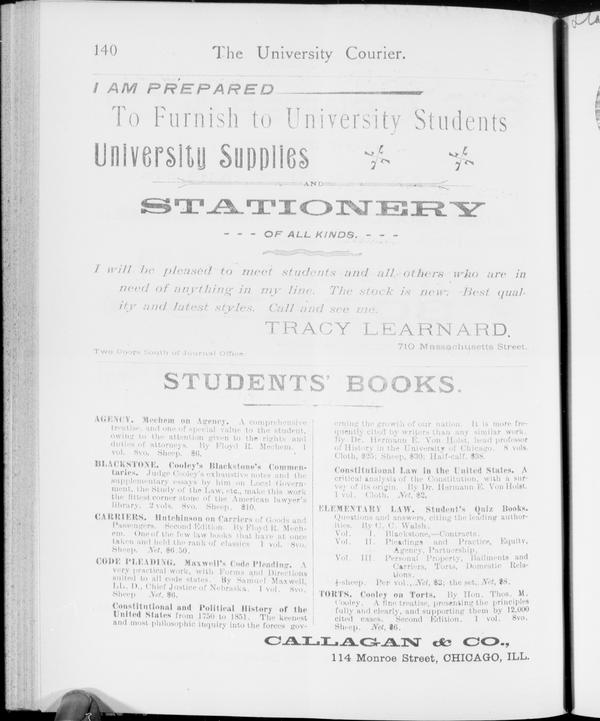 140 The University Courier.
I AM PREPARED
To Furnish to University Students
University Supplies
AND
STATIONERY
- - - OF ALL KINDS. - - -
I will be pleased to meet students and all others who are in
need of anything in my line. The stock is new. Best qual-
ity and latest styles. Call and see me.
TRACY LEARNARD,
710 Massachusetts Street.
Two Doors South of Journal Office.
STUDENTS' BOOKS.
AGENCY. Mechem on Agency. A comprehensive
treatise, and one of special value to the student,
owing to the attention given to the rights and
duties of attorneys. By Floyd R. Mechem. 1
vol. 8vo. Sheep. $6.
BLACKSTONE. Cooley's Blackstone's Commen-
taries. Judge Cooley's exhaustive notes and the
supplementary essays by him on Local Govern-
ment, the Study of the Law, etc., make this work
the fittest corner stone of the American lawyer's
library. 2 vols. 8vo. Sheep. $10.
CARRIERS. Hutchinson on Carriers of Goods and
Passengers. Second Edition. By Floyd R. Mech-
em. One of the few law books that have at once
taken and held the rank of classics 1 vol. 8vo.
Sheep. Net, $6.50.
CODE PLEADING. Maxwell's Code Pleading. A
very practical work, with Forms and Directions
suited to all code states. By Samuel Maxwell,
LL. D., Chief Justice of Nebraska. 1 vol. 8vo.
Sheep Net, $6.
Constitutional and Political History of the
United States from 1750 to 1851. The keenest
and most philosophic inquiry into the forces gov-
erning the growth of our nation. It is more fre-
quently cited by writers than any similar work.
By Dr. Hermann E. Von Holst, head professor
of History in the University of Chicago. 8 vols.
Cloth, $25; Sheep, $30; Half-calf, $38.
Constitutional Law in the United States. A
critical analysis of the Constitution, with a sur-
vey of its origin. By Dr. Hermann E. Von Holst.
1 vol. Cloth. Net, $2.
ELEMENTARY LAW. Student's Quiz Books.
Questions and answers, citing the leading author-
ities. By C. C. Walsh.
Vol. I. Blackstone,—Contracts.
Vol. II. Pleadings and Practice, Equity,
Agency, Partnership.
Vol. III. Personal Property, Bailments and
Carriers, Torts, Domestic Rela-
tions.
½-sheep. Per vol., Net, $2; the set, Net, $8.
TORTS. Cooley on Torts. By Hon. Thos. M.
Cooley. A fine treatise, presenting the principles
fully and clearly, and supporting them by 12,000
cited cases. Second Edition. 1 vol. 8vo.
Sheep. Net, $6.
CALLAGAN & CO.,
114 Monroe Street, CHICAGO, ILL.